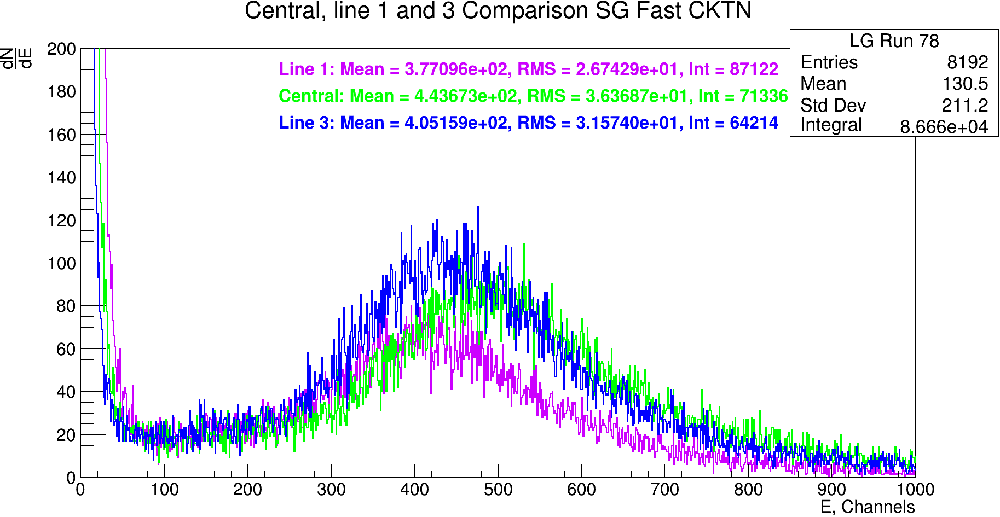 Central, line 1 and 3 Comparison SG Fast CKTN
dN
dE
LG Run 78
Entries 8192
Mean 130.5
Std Dev 211.2
Integral 8.666e+04
Line 1: Mean = 3.77096e+02, RMS = 2.67429e+01, Int = 87122
Central: Mean = 4.43673e+02, RMS = 3.63687e+01, Int = 71336
Line 3: Mean = 4.05159e+02, RMS = 3.15740e+01, Int = 64214
200
180
160
140
120
100
80
60
40
20
0
0 100 200 300 400 500 600 700 800 900 1000
E, Channels